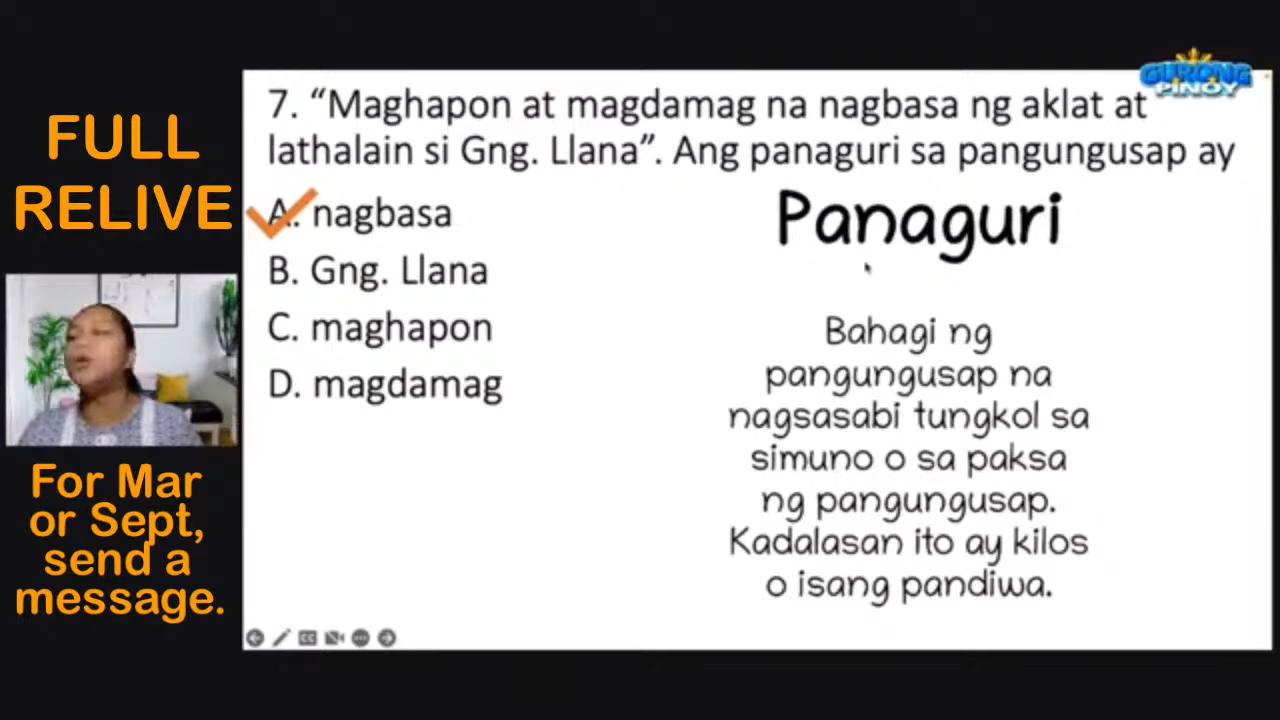 FULL
RELIVE
For Mar
or Sept,
send a
message.
GURONG
PINOY
7. “Maghapon at magdamag na nagbasa ng aklat at
lathalain si Gng. Llana”. Ang panaguri sa pangungusap ay
A. nagbasa
B. Gng. Llana
C. maghapon
D. magdamag
Panaguri
Bahagi ng
pangungusap na
nagsasabi tungkol sa
simuno o sa paksa
ng pangungusap.
Kadalasan ito ay kilos
o isang pandiwa.